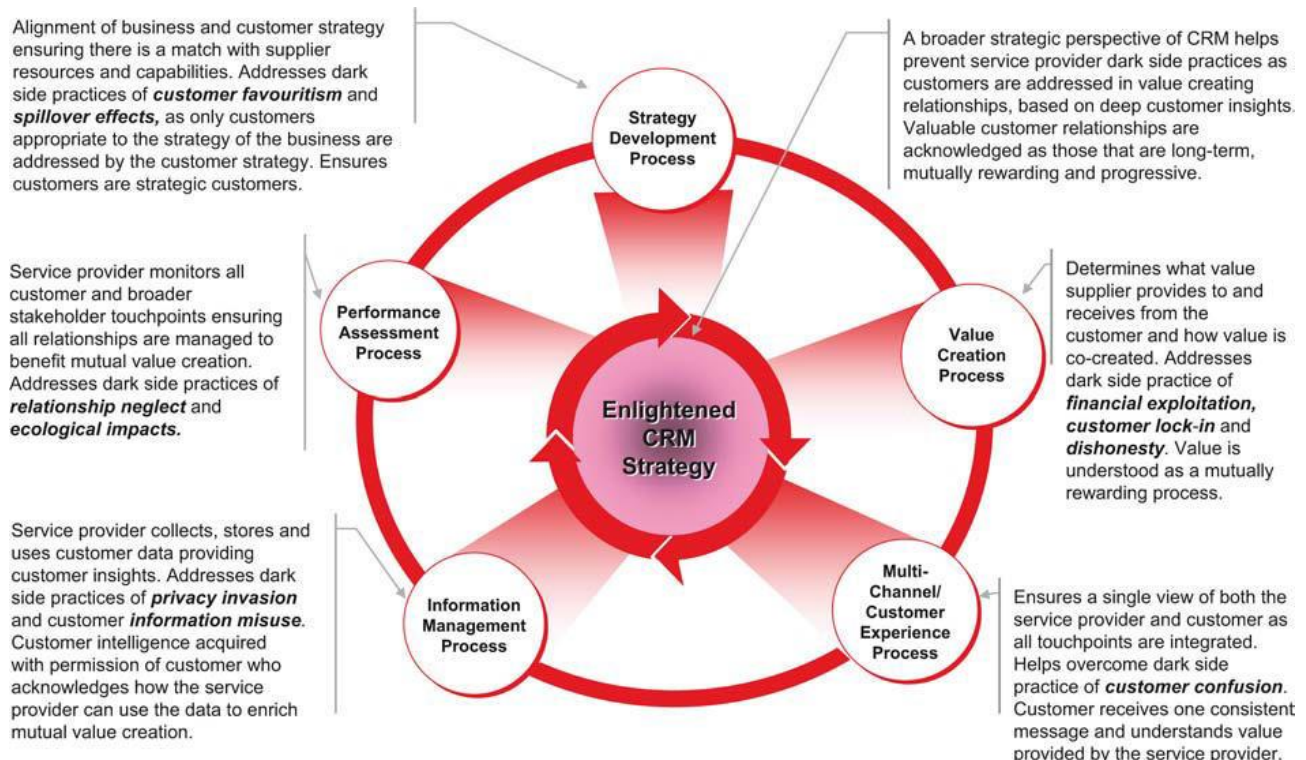 Alignment of business and customer strategy
ensuring there is a match with supplier
resources and capabilities. Addresses dark
side practices of customer favouritism and
spillover effects, as only customers
appropriate to the strategy of the business are
addressed by the customer strategy. Ensures
customers are strategic customers.
A broader strategic perspective of CRM helps
prevent service provider dark side practices as
customers are addressed in value creating
relationships, based on deep customer insights.
Valuable customer relationships are
acknowledged as those that are long-term,
mutually rewarding and progressive.
Strategy
Development
Process
Service provider monitors all
customer and broader
stakeholder touchpoints ensuring
all relationships are managed to
benefit mutual value creation.
Addresses dark side practices of
relationship neglect and
ecological impacts.
Performance
Assessment
Process
Value
Creation
Process
Determines what value
supplier provides to and
receives from the
customer and how value is
co-created. Addresses
dark side practice of
financial exploitation,
customer lock-in and
dishonesty. Value is
understood as a mutually
rewarding process.
Enlightened
CRM
Strategy
Service provider collects, stores and
uses customer data providing
customer insights. Addresses dark
side practices of privacy invasion
and customer information misuse.
Customer intelligence acquired
with permission of customer who
acknowledges how the service
provider can use the data to enrich
mutual value creation.
Information
Management
Process
Multi-
Channel/
Customer
Experience
Process
Ensures a single view of both the
service provider and customer as
all touchpoints are integrated.
Helps overcome dark side
practice of customer confusion.
Customer receives one consistent
message and understands value
provided by the service provider.